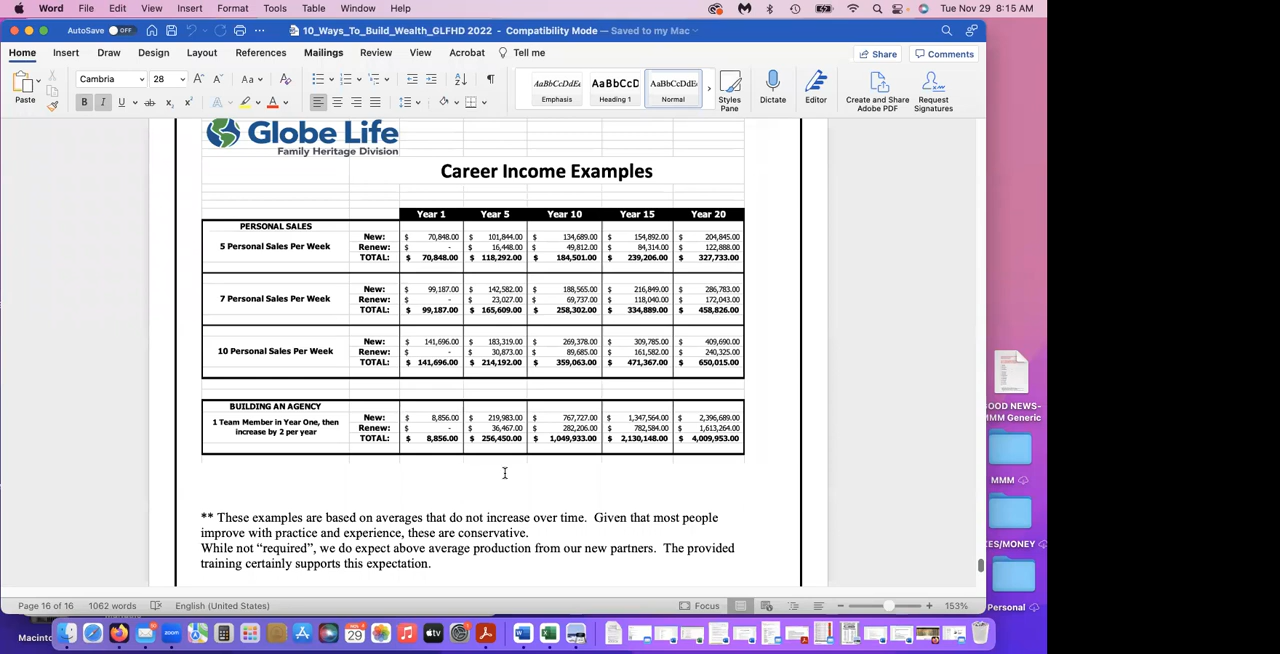 Word File Edit View Insert Format Tools Table Window Help Tue Nov 29 8:15 AM
AutoSave OFF 10_Ways_To_Build_Wealth_GLFHD 2022 - Compatibility Mode — Saved to my Mac
Home Insert Draw Design Layout References Mailings Review View Acrobat Tell me Share Comments
Paste Cambria 28 AaBbCcDdE AaBbCcD AaBbCcDdE
Emphasis Heading 1 Normal Styles Pane Dictate Editor Create and Share Adobe PDF Request Signatures
Globe Life
Family Heritage Division
Career Income Examples
Year 1 Year 5 Year 10 Year 15 Year 20
PERSONAL SALES
5 Personal Sales Per Week
New: $ 70,848.00 $ 101,844.00 $ 134,689.00 $ 154,892.00 $ 204,845.00
Renew: $ - $ 16,448.00 $ 49,812.00 $ 84,314.00 $ 122,888.00
TOTAL: $ 70,848.00 $ 118,292.00 $ 184,501.00 $ 239,206.00 $ 327,733.00
7 Personal Sales Per Week
New: $ 99,187.00 $ 142,582.00 $ 188,565.00 $ 216,849.00 $ 286,783.00
Renew: $ - $ 23,027.00 $ 69,737.00 $ 118,040.00 $ 172,043.00
TOTAL: $ 99,187.00 $ 165,609.00 $ 258,302.00 $ 334,889.00 $ 458,826.00
10 Personal Sales Per Week
New: $ 141,696.00 $ 183,319.00 $ 269,378.00 $ 309,785.00 $ 409,690.00
Renew: $ - $ 30,873.00 $ 89,685.00 $ 161,582.00 $ 240,325.00
TOTAL: $ 141,696.00 $ 214,192.00 $ 359,063.00 $ 471,367.00 $ 650,015.00
BUILDING AN AGENCY
1 Team Member in Year One, then
increase by 2 per year
New: $ 8,856.00 $ 219,983.00 $ 767,727.00 $ 1,347,564.00 $ 2,396,689.00
Renew: $ - $ 36,467.00 $ 282,206.00 $ 782,584.00 $ 1,613,264.00
TOTAL: $ 8,856.00 $ 256,450.00 $ 1,049,933.00 $ 2,130,148.00 $ 4,009,953.00
** These examples are based on averages that do not increase over time. Given that most people
improve with practice and experience, these are conservative.
While not “required”, we do expect above average production from our new partners. The provided
training certainly supports this expectation.
OOD NEWS-
MMM Generic
MMM
ES/MONEY
Personal
Page 16 of 16 1062 words English (United States) Focus 153%
Macinto
zoom
NOV
29
tv